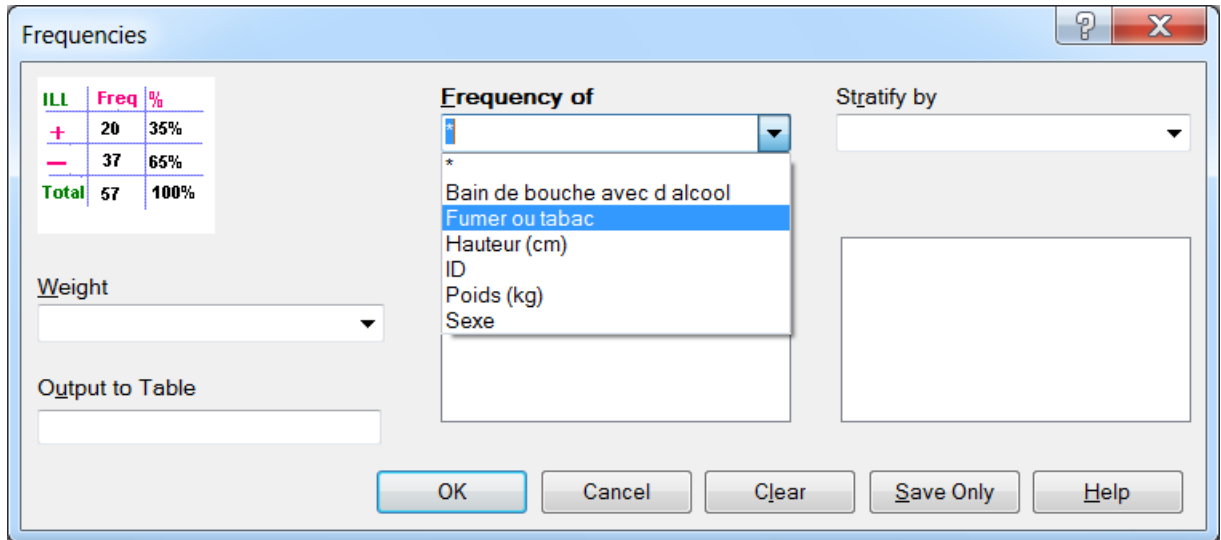 Frequencies
ILL Freq %
+ 20 35%
— 37 65%
Total 57 100%
Frequency of
*
*
Bain de bouche avec d alcool
Fumer ou tabac
Hauteur (cm)
ID
Poids (kg)
Sexe
Stratify by
Weight
Output to Table
OK Cancel Clear Save Only Help